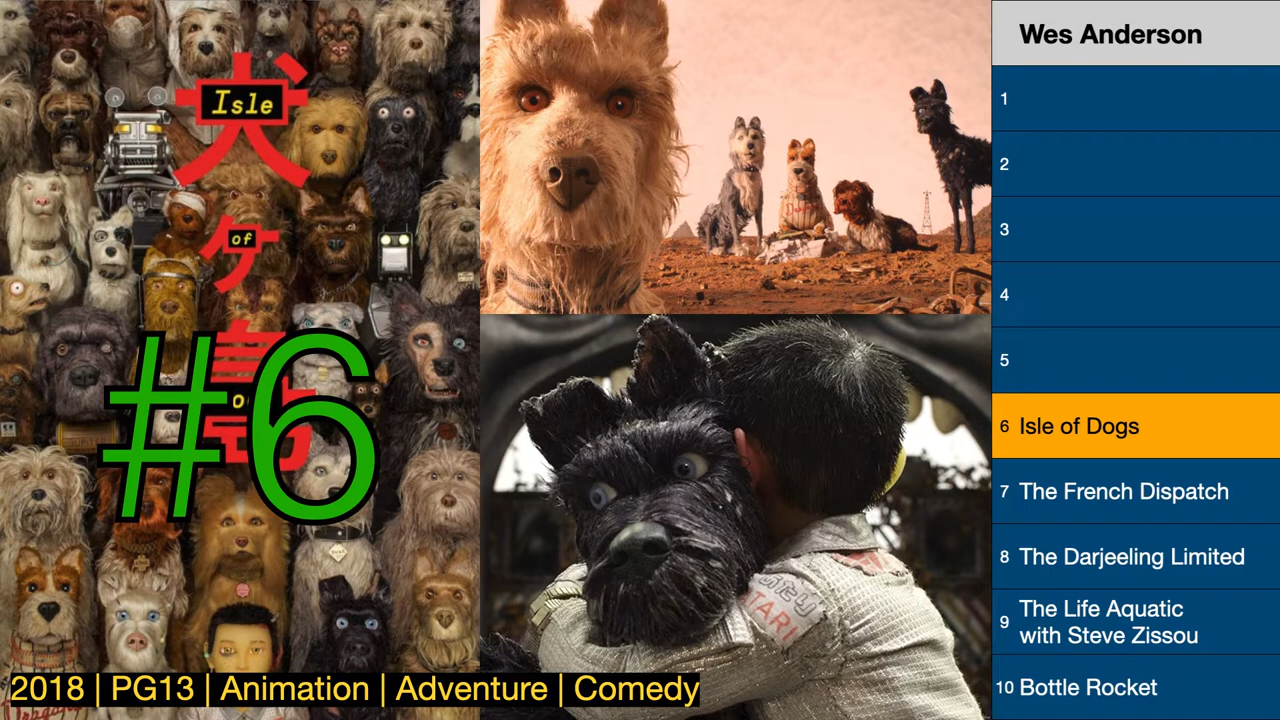 犬
Isle
ケ
of
島
#6
2018 | PG13 | Animation | Adventure | Comedy
Wes Anderson
1
2
3
4
5
6 Isle of Dogs
7 The French Dispatch
8 The Darjeeling Limited
9 The Life Aquatic
with Steve Zissou
10 Bottle Rocket